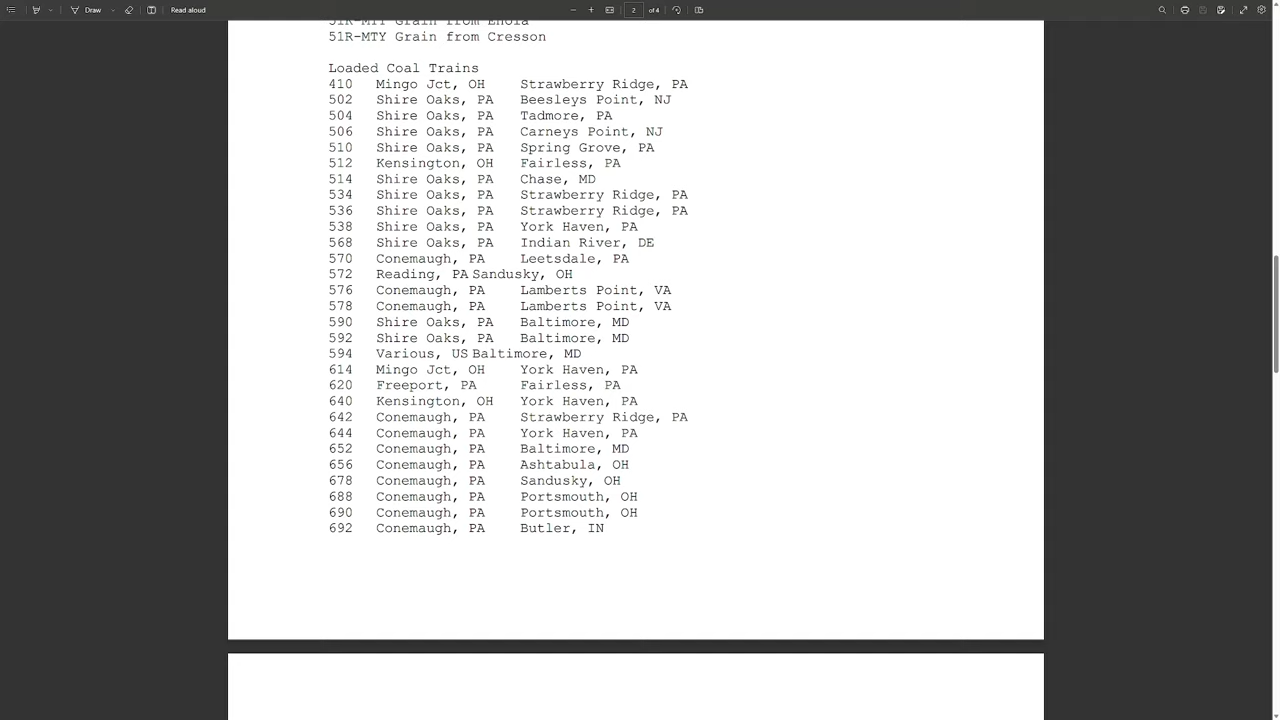 Draw
Read aloud
2 of 4
51R-MTY Grain from Enola
51R-MTY Grain from Cresson
Loaded Coal Trains
410 Mingo Jct, OH Strawberry Ridge, PA
502 Shire Oaks, PA Beesleys Point, NJ
504 Shire Oaks, PA Tadmore, PA
506 Shire Oaks, PA Carneys Point, NJ
510 Shire Oaks, PA Spring Grove, PA
512 Kensington, OH Fairless, PA
514 Shire Oaks, PA Chase, MD
534 Shire Oaks, PA Strawberry Ridge, PA
536 Shire Oaks, PA Strawberry Ridge, PA
538 Shire Oaks, PA York Haven, PA
568 Shire Oaks, PA Indian River, DE
570 Conemaugh, PA Leetsdale, PA
572 Reading, PA Sandusky, OH
576 Conemaugh, PA Lamberts Point, VA
578 Conemaugh, PA Lamberts Point, VA
590 Shire Oaks, PA Baltimore, MD
592 Shire Oaks, PA Baltimore, MD
594 Various, US Baltimore, MD
614 Mingo Jct, OH York Haven, PA
620 Freeport, PA Fairless, PA
640 Kensington, OH York Haven, PA
642 Conemaugh, PA Strawberry Ridge, PA
644 Conemaugh, PA York Haven, PA
652 Conemaugh, PA Baltimore, MD
656 Conemaugh, PA Ashtabula, OH
678 Conemaugh, PA Sandusky, OH
688 Conemaugh, PA Portsmouth, OH
690 Conemaugh, PA Portsmouth, OH
692 Conemaugh, PA Butler, IN